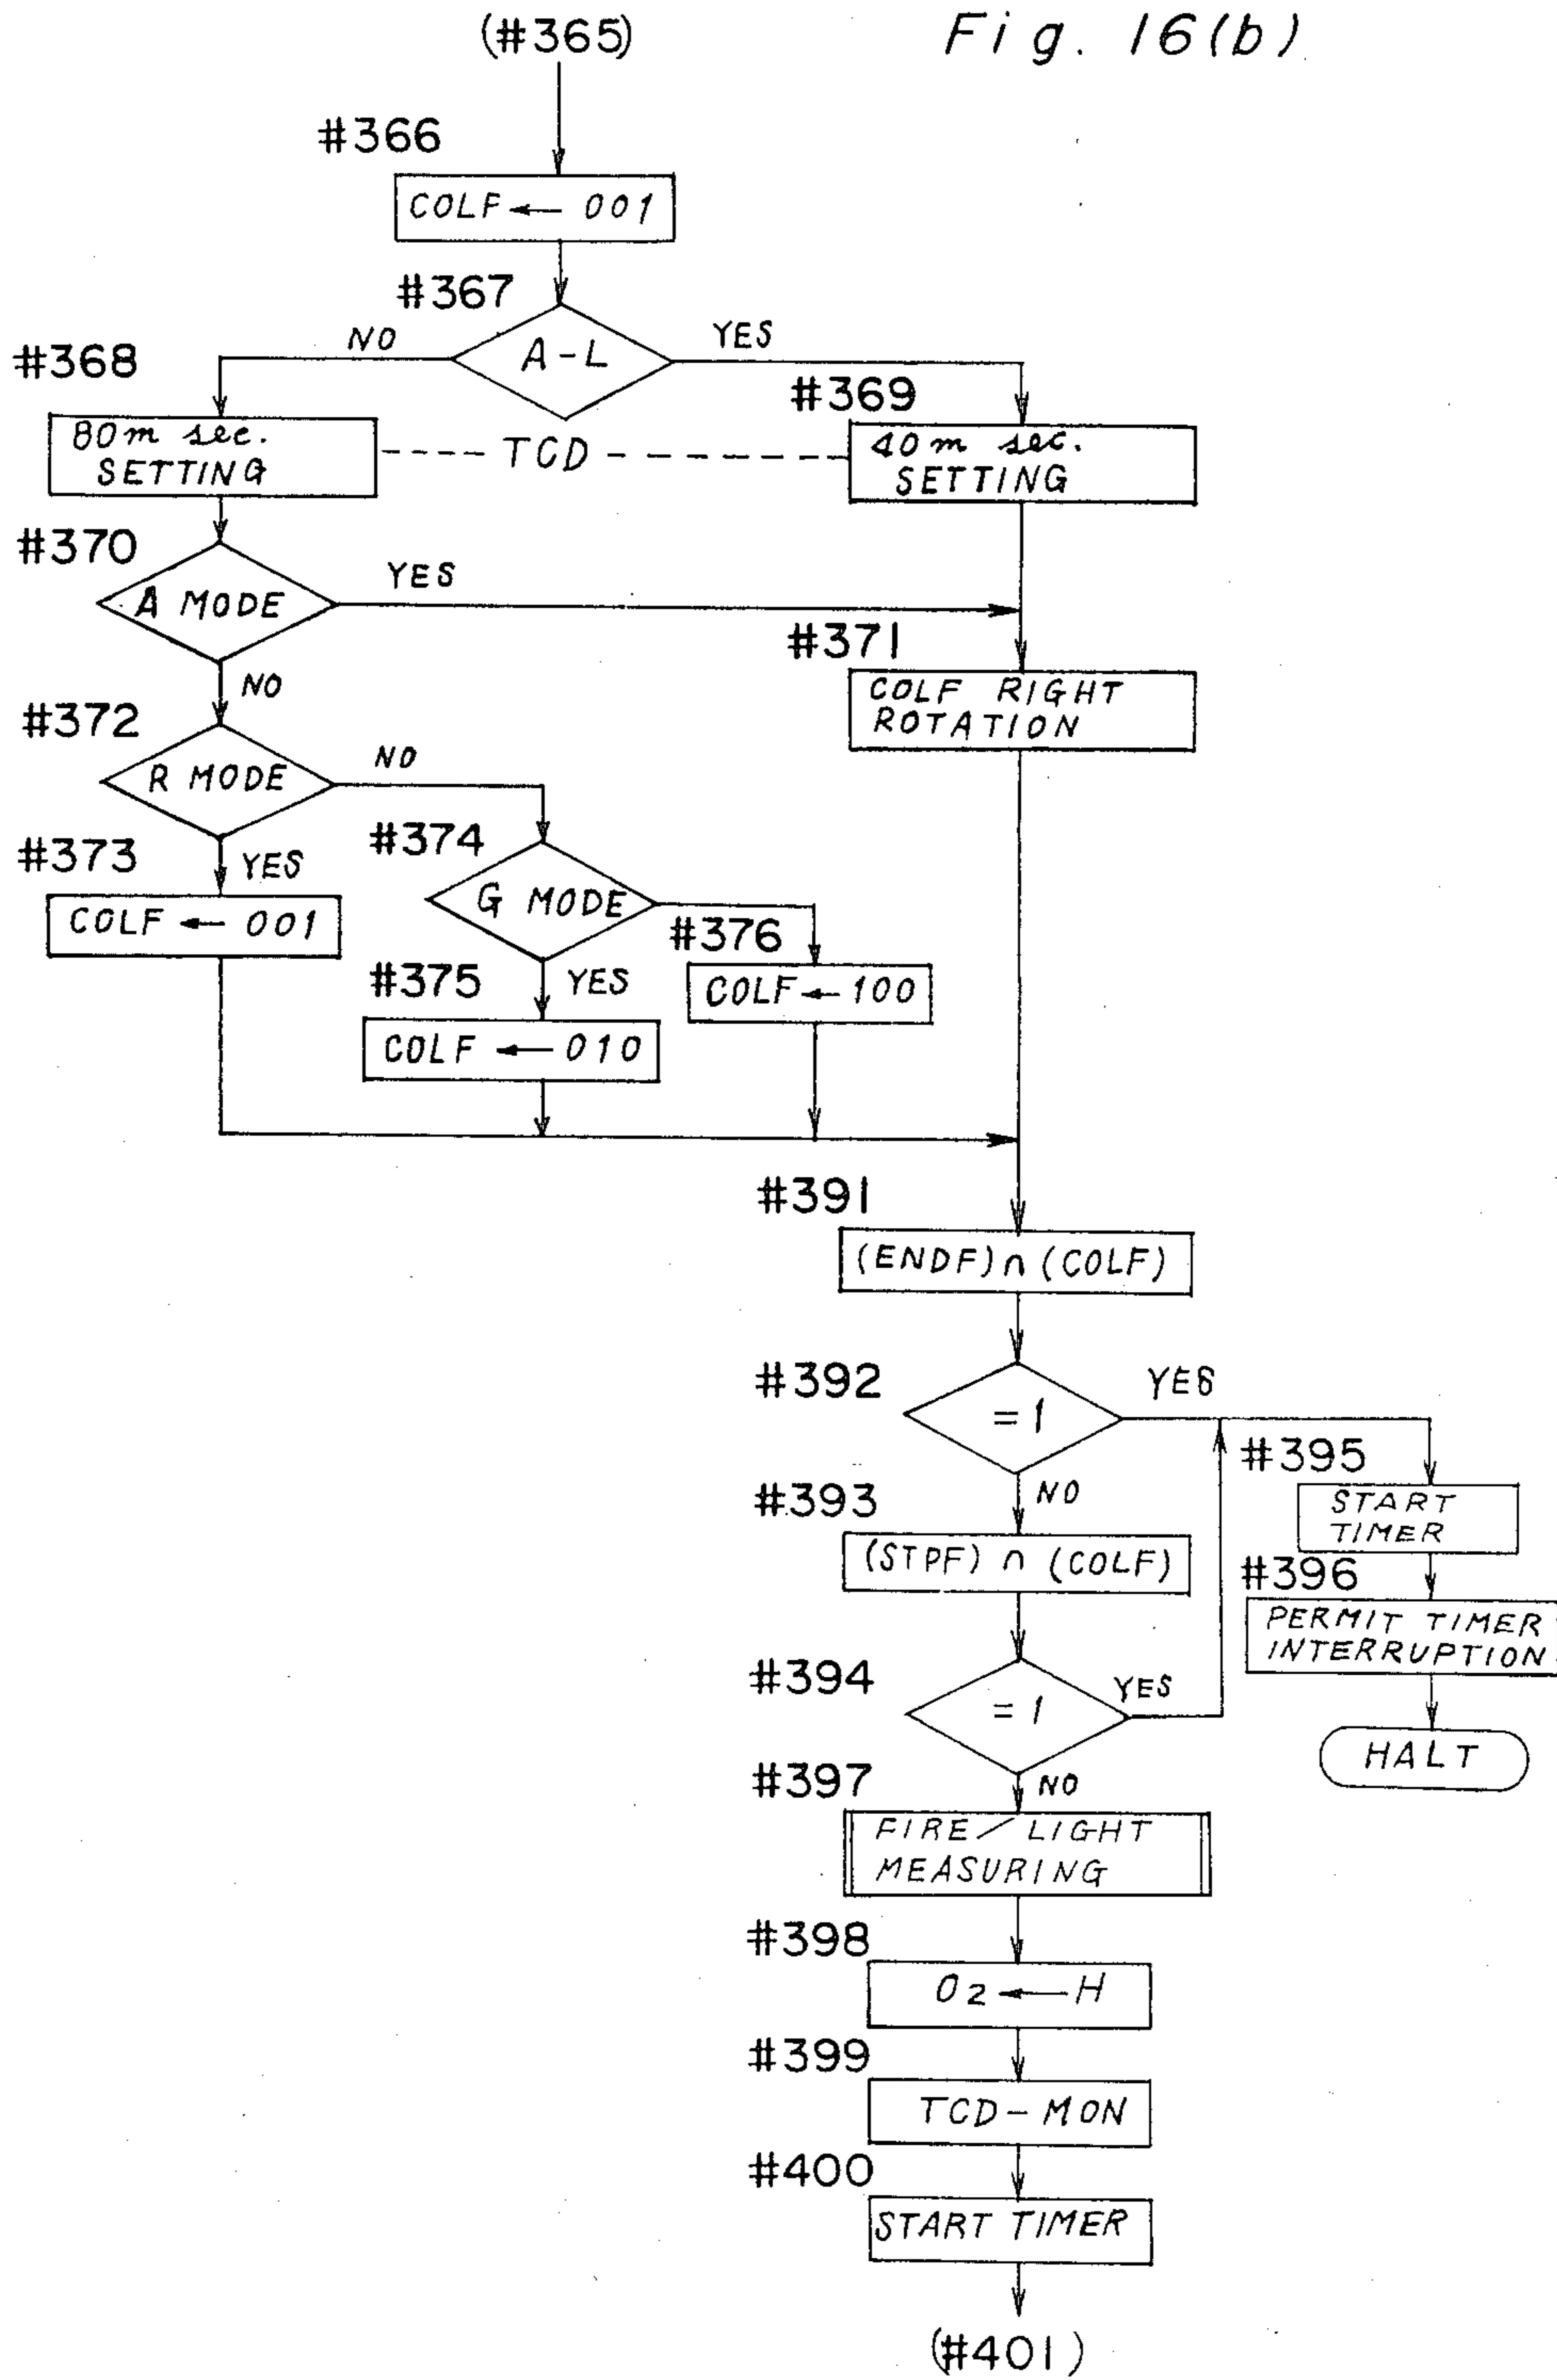 Fig. 16(b)
(#365)
#366
COLF ← 001
#367
NO
A-L
YES
#368
#369
80m sec.
SETTING
TCD
40m sec.
SETTING
#370
A MODE
YES
#371
NO
COLF RIGHT
ROTATION
#372
R MODE
NO
#374
#373
YES
G MODE
#376
COLF ← 001
#375
YES
COLF ← 100
COLF ← 010
#391
(ENDF) ∩ (COLF)
#392
= 1
YES
#395
NO
START
TIMER
#393
(STPF) ∩ (COLF)
#396
PERMIT TIMER
INTERRUPTION
#394
= 1
YES
HALT
#397
NO
FIRE / LIGHT
MEASURING
#398
O2 ← H
#399
TCD-MON
#400
START TIMER
(#401)